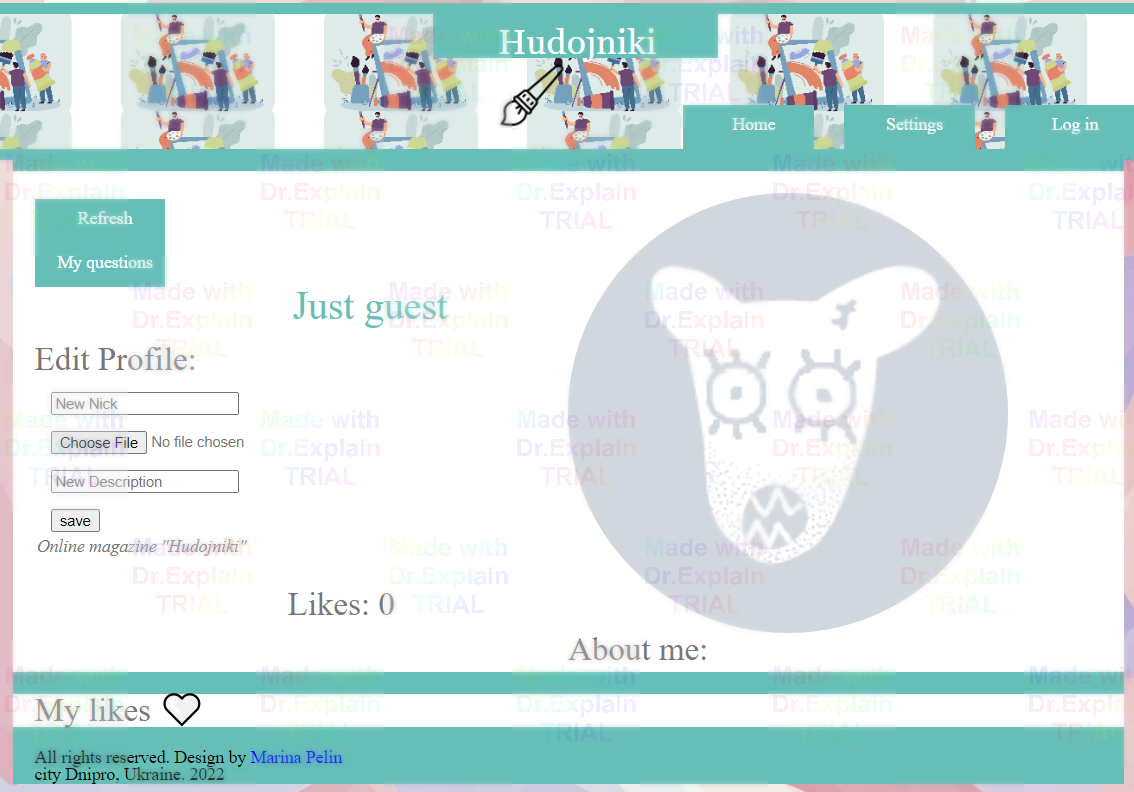 Hudojniki
Home
Settings
Log in
Refresh
My questions
Just guest
Edit Profile:
New Nick
Choose File No file chosen
New Description
save
Online magazine "Hudojniki"
Likes: 0
About me:
My likes
All rights reserved. Design by Marina Pelin
city Dnipro, Ukraine. 2022
Made with
Dr.Explain
TRIAL